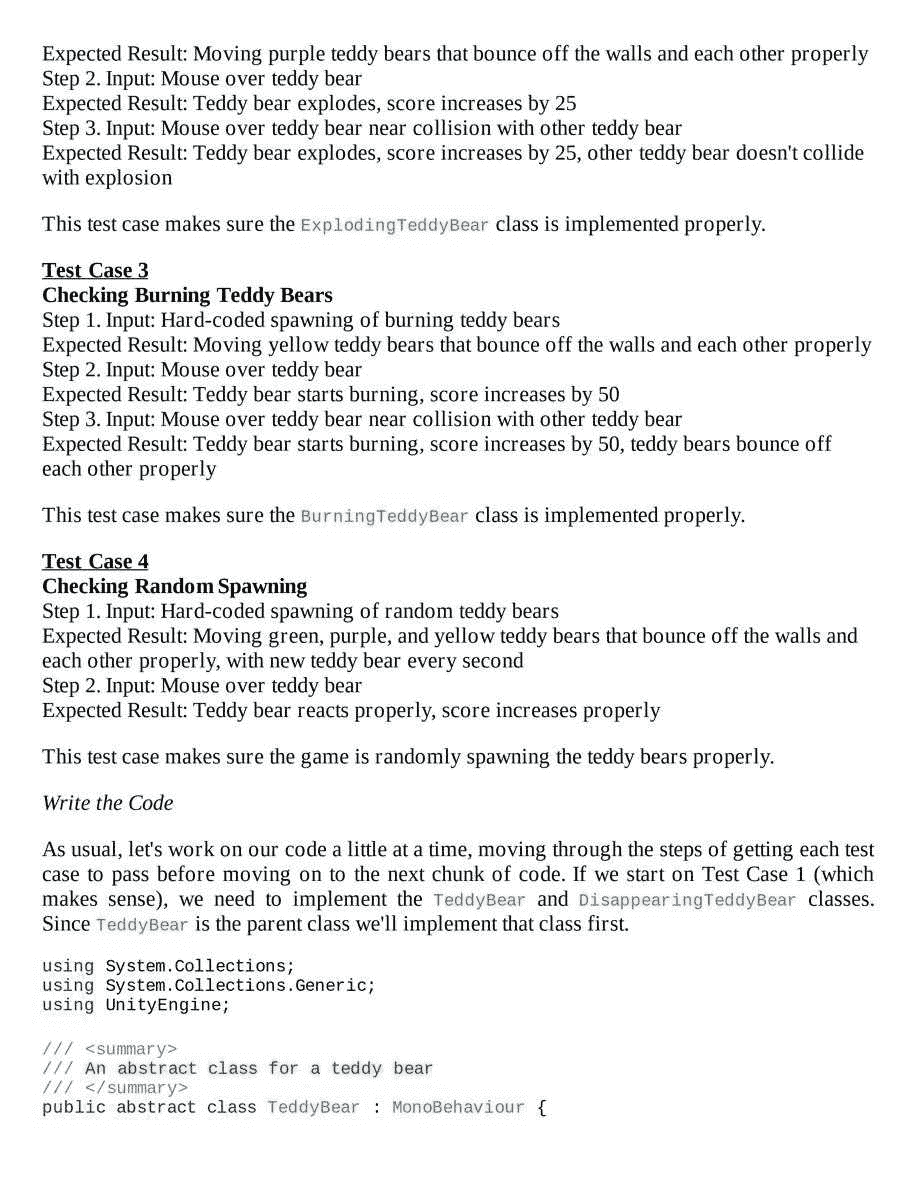 Expected Result: Moving purple teddy bears that bounce off the walls and each other properly
Step 2. Input: Mouse over teddy bear
Expected Result: Teddy bear explodes, score increases by 25
Step 3. Input: Mouse over teddy bear near collision with other teddy bear
Expected Result: Teddy bear explodes, score increases by 25, other teddy bear doesn't collide
with explosion
This test case makes sure the ExplodingTeddyBear class is implemented properly.
Test Case 3
Checking Burning Teddy Bears
Step 1. Input: Hard-coded spawning of burning teddy bears
Expected Result: Moving yellow teddy bears that bounce off the walls and each other properly
Step 2. Input: Mouse over teddy bear
Expected Result: Teddy bear starts burning, score increases by 50
Step 3. Input: Mouse over teddy bear near collision with other teddy bear
Expected Result: Teddy bear starts burning, score increases by 50, teddy bears bounce off
each other properly
This test case makes sure the BurningTeddyBear class is implemented properly.
Test Case 4
Checking Random Spawning
Step 1. Input: Hard-coded spawning of random teddy bears
Expected Result: Moving green, purple, and yellow teddy bears that bounce off the walls and
each other properly, with new teddy bear every second
Step 2. Input: Mouse over teddy bear
Expected Result: Teddy bear reacts properly, score increases properly
This test case makes sure the game is randomly spawning the teddy bears properly.
Write the Code
As usual, let's work on our code a little at a time, moving through the steps of getting each test
case to pass before moving on to the next chunk of code. If we start on Test Case 1 (which
makes sense), we need to implement the TeddyBear and DisappearingTeddyBear classes.
Since TeddyBear is the parent class we'll implement that class first.
using System.Collections;
using System.Collections.Generic;
using UnityEngine;
/// <summary>
/// An abstract class for a teddy bear
/// </summary>
public abstract class TeddyBear : MonoBehaviour {